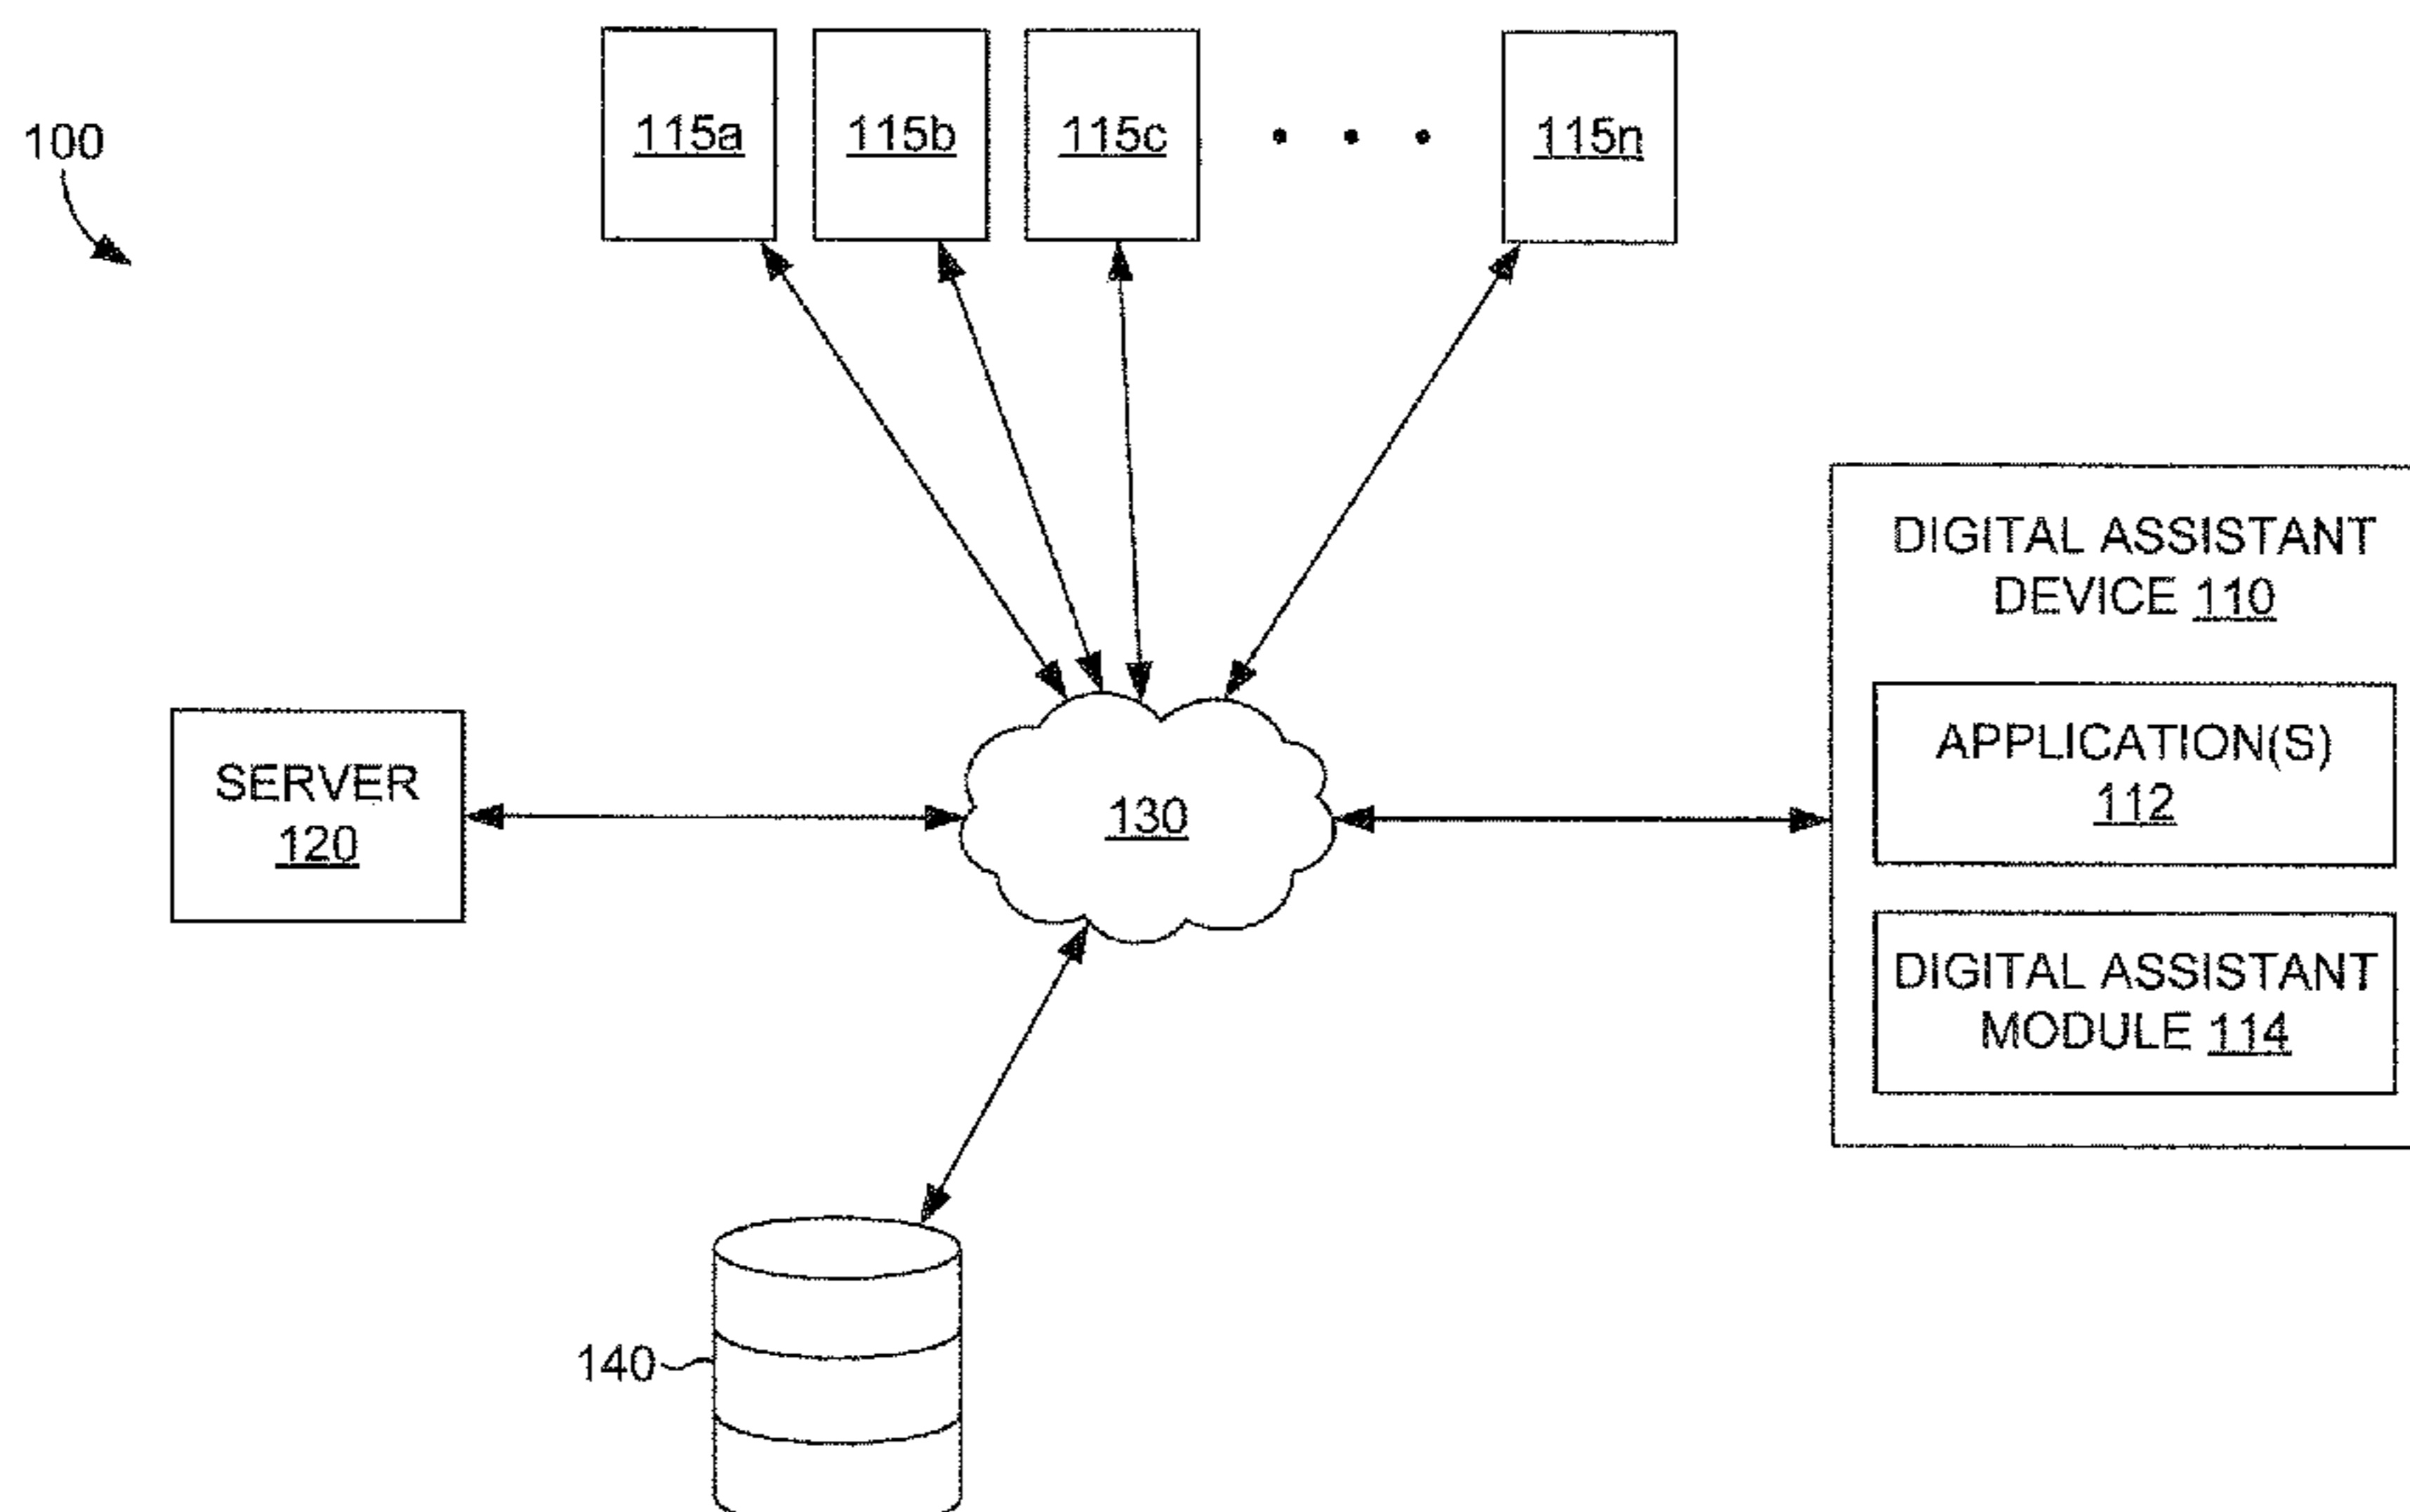 100
115a
115b
115c
115n
DIGITAL ASSISTANT
DEVICE 110
APPLICATION(S)
112
DIGITAL ASSISTANT
MODULE 114
SERVER
120
130
140